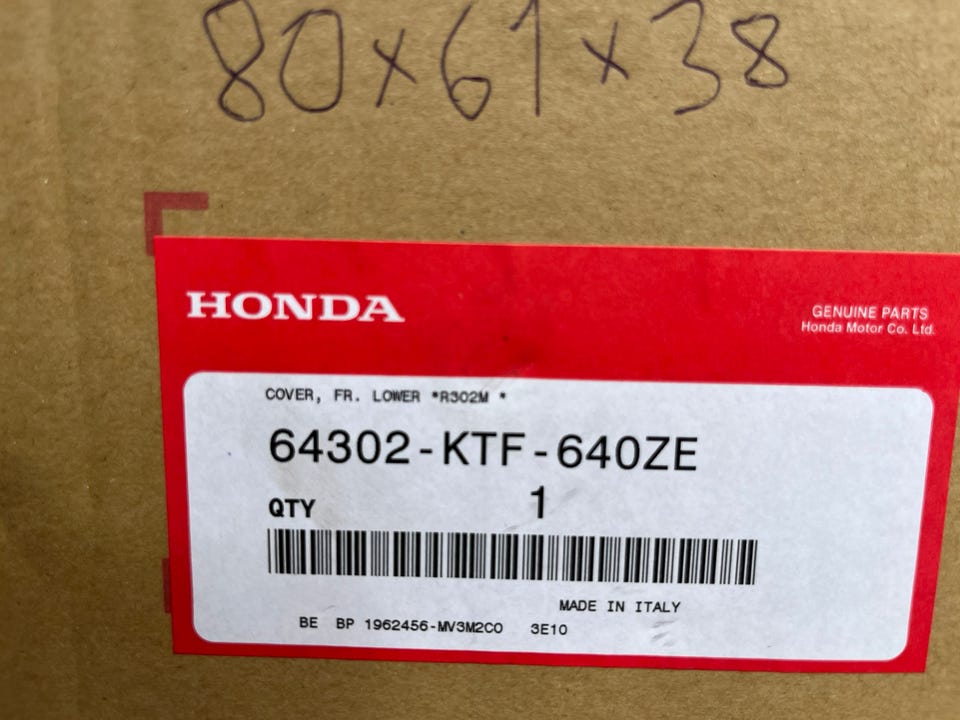 80x61x38
HONDA
GENUINE PARTS
Honda Motor Co. Ltd.
COVER, FR. LOWER *R302M *
64302-KTF-640ZE
QTY 1
MADE IN ITALY
BE BP 1962456-MV3M2CO 3E10